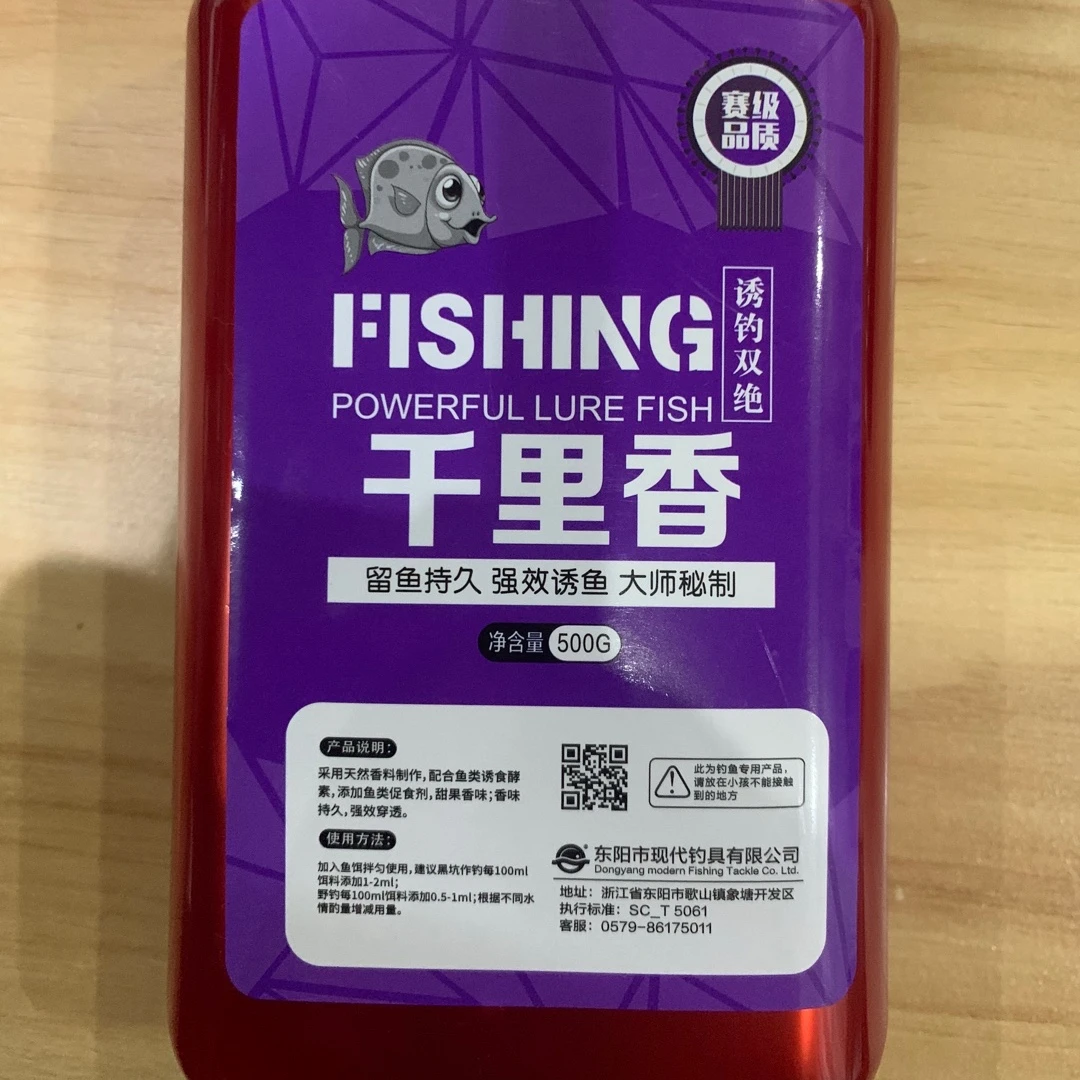 赛级
品质
FISHING
诱钓双绝
POWERFUL LURE FISH
千里香
留鱼持久 强效诱鱼 大师秘制
净含量 500G
产品说明:
采用天然香料制作,配合鱼类诱食酵
素,添加鱼类促食剂,甜果香味;香味
持久,强效穿透。
使用方法:
加入鱼饵拌匀使用,建议黑坑作钓每100ml
饵料添加1-2ml;
野钓每100ml饵料添加0.5-1ml;根据不同水
情酌量增减用量。
此为钓鱼专用产品,
请放在小孩不能接触
到的地方
东阳市现代钓具有限公司
Dongyang modern Fishing Tackle Co. Ltd.
地址：浙江省东阳市歌山镇象塘开发区
执行标准：SC_T 5061
客服：0579-86175011